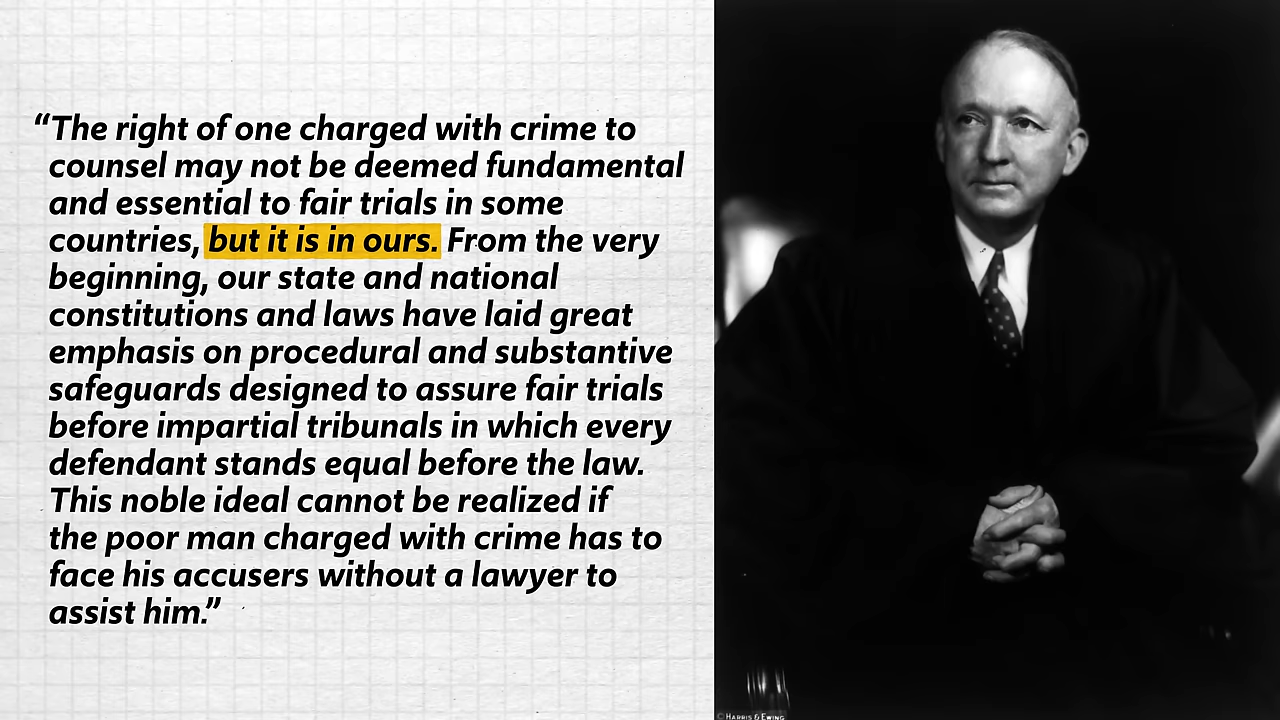 “The right of one charged with crime to
counsel may not be deemed fundamental
and essential to fair trials in some
countries, but it is in ours. From the very
beginning, our state and national
constitutions and laws have laid great
emphasis on procedural and substantive
safeguards designed to assure fair trials
before impartial tribunals in which every
defendant stands equal before the law.
This noble ideal cannot be realized if
the poor man charged with crime has to
face his accusers without a lawyer to
assist him.”
© HARRIS & EWING